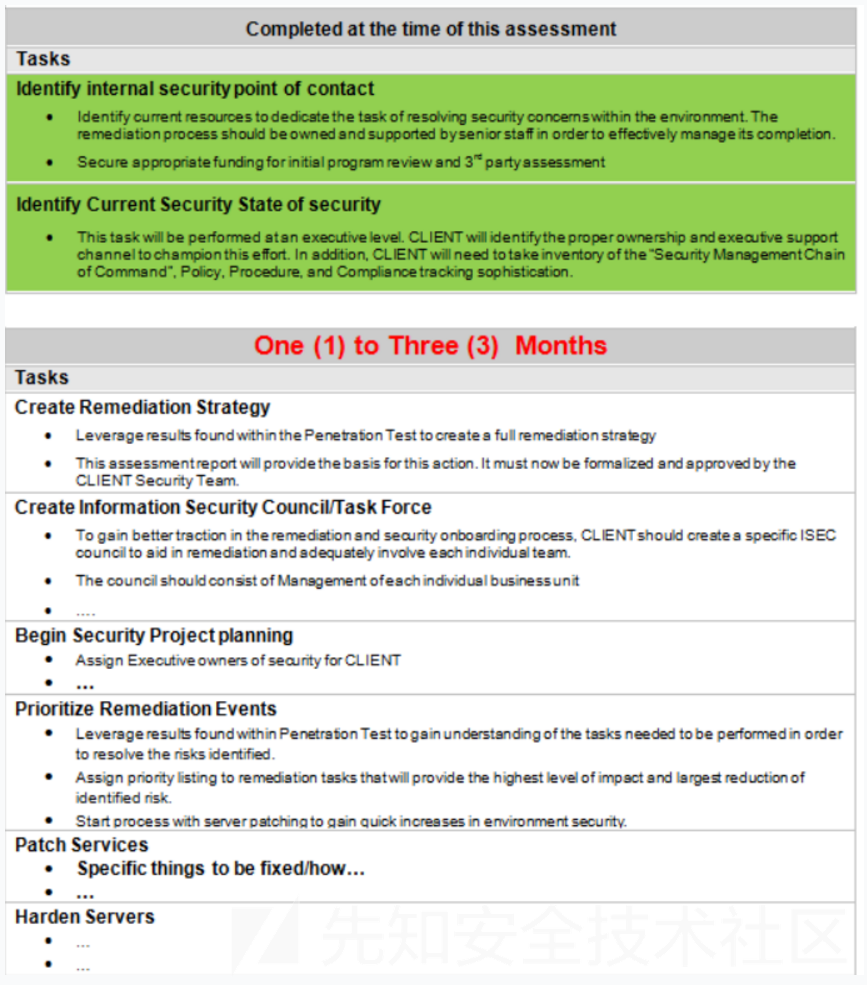 Completed at the time of this assessment
Tasks
Identify internal security point of contact
• Identify current resources to dedicate the task of resolving security concerns within the environment. The
remediation process should be owned and supported by senior staff in order to effectively manage its completion.
• Secure appropriate funding for initial program review and 3rd party assessment
Identify Current Security State of security
• This task will be performed at an executive level. CLIENT will identify the proper ownership and executive support
channel to champion this effort. In addition, CLIENT will need to take inventory of the "Security Management Chain
of Command", Policy, Procedure, and Compliance tracking sophistication.
One (1) to Three (3) Months
Tasks
Create Remediation Strategy
• Leverage results found within the Penetration Test to create a full remediation strategy
• This assessment report will provide the basis for this action. It must now be formalized and approved by the
CLIENT Security Team.
Create Information Security Council/Task Force
• To gain better traction in the remediation and security onboarding process, CLIENT should create a specific ISEC
council to aid in remediation and adequately involve each individual team.
• The council should consist of Management of each individual business unit
• ....
Begin Security Project planning
• Assign Executive owners of security for CLIENT
• ...
Prioritize Remediation Events
• Leverage results found within Penetration Test to gain understanding of the tasks needed to be performed in order
to resolve the risks identified.
• Assign priority listing to remediation tasks that will provide the highest level of impact and largest reduction of
identified risk.
• Start process with server patching to gain quick increases in environment security.
Patch Services
• Specific things to be fixed/how...
• ...
Harden Servers
• ...
• ...
先知安全技术社区